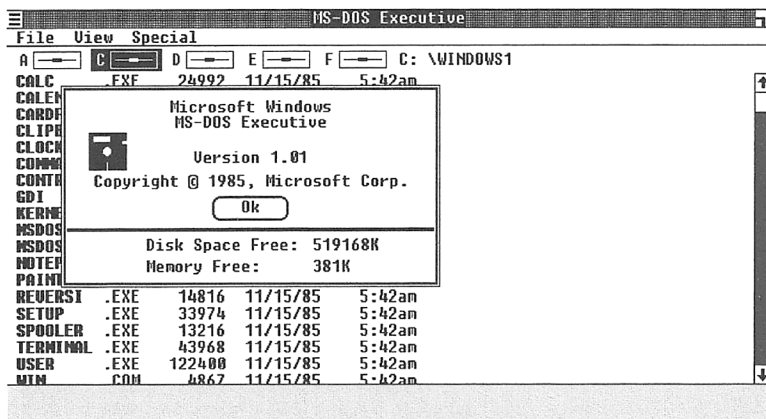 MS-DOS Executive
File View Special
A C D E F C: \WINDOWS1
CALC .EXE 24992 11/15/85 5:42am
CALEN
CARDF
CLIPB
CLOCK
COMMA
CONTR
GDI
KERNE
MSDOS
MSDOS
NOTEP
PAINT
Microsoft Windows
MS-DOS Executive
Version 1.01
Copyright © 1985, Microsoft Corp.
Ok
Disk Space Free: 519168K
Memory Free: 381K
REVERSI .EXE 14816 11/15/85 5:42am
SETUP .EXE 33974 11/15/85 5:42am
SPOOLER .EXE 13216 11/15/85 5:42am
TERMINAL .EXE 43968 11/15/85 5:42am
USER .EXE 122400 11/15/85 5:42am
WIN .COM 4867 11/15/85 5:42am